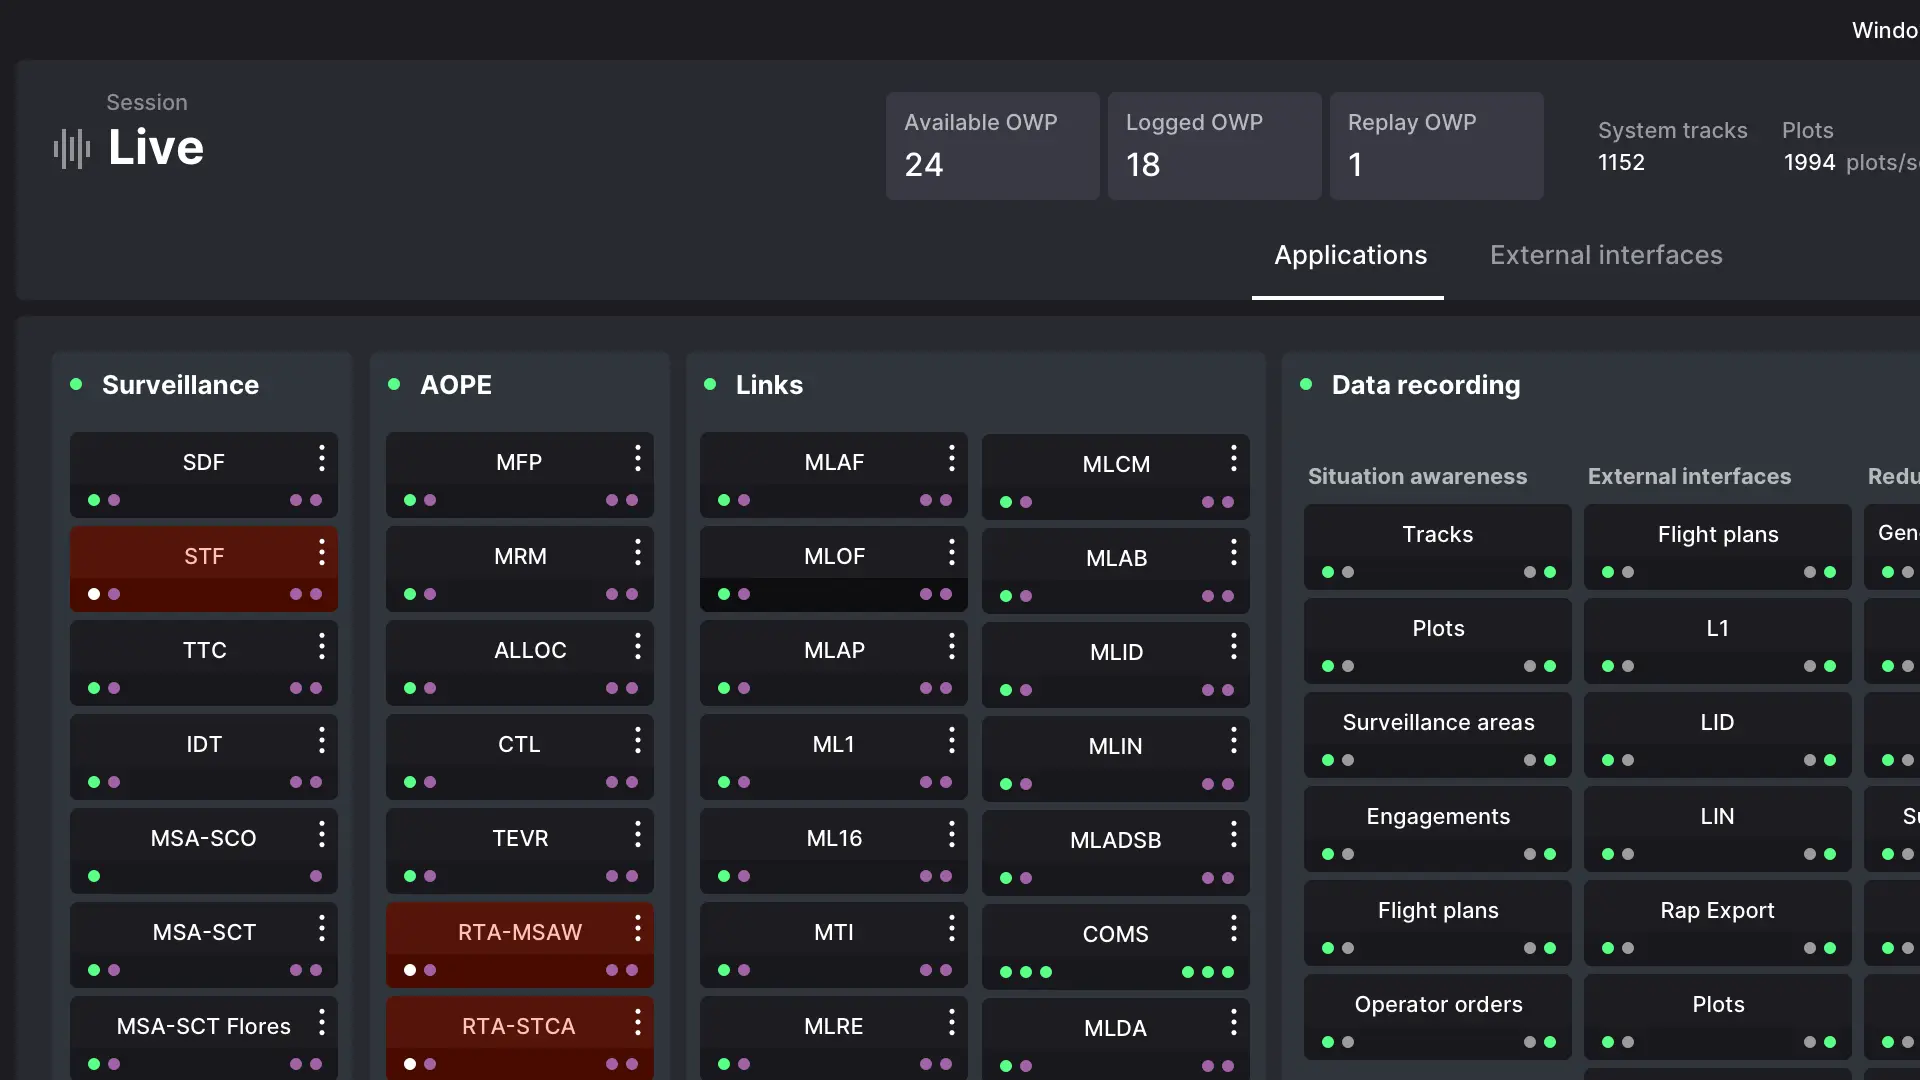 Windo
Session
Live
Available OWP
24
Logged OWP
18
Replay OWP
1
System tracks
1152
Plots
1994 plots/s
Applications
External interfaces
Surveillance
SDF
STF
TTC
IDT
MSA-SCO
MSA-SCT
MSA-SCT Flores
AOPE
MFP
MRM
ALLOC
CTL
TEVR
RTA-MSAW
RTA-STCA
Links
MLAF
MLOF
MLAP
ML1
ML16
MTI
MLRE
MLCM
MLAB
MLID
MLIN
MLADSB
COMS
MLDA
Data recording
Situation awareness
Tracks
Plots
Surveillance areas
Engagements
Flight plans
Operator orders
External interfaces
Flight plans
L1
LID
LIN
Rap Export
Plots
Redu
Gen
Su